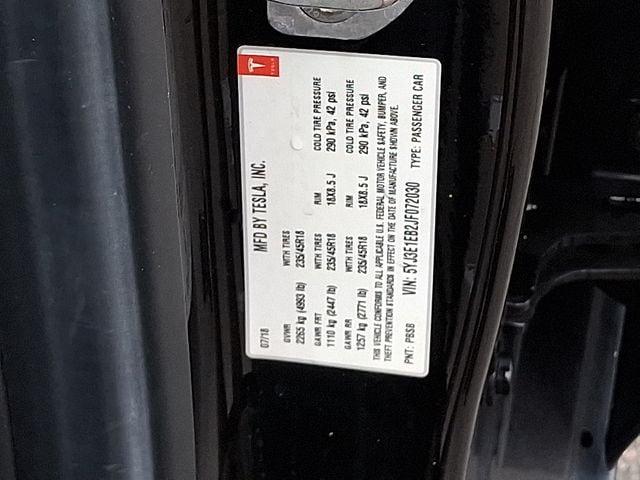 TESLA
MFD BY TESLA, INC.
07/18
GVWR WITH TIRES RIM COLD TIRE PRESSURE
2265 kg (4993 lb) 235/45R18 18X8.5 J 290 kPa, 42 psi
GAWR FRT WITH TIRES RIM COLD TIRE PRESSURE
1110 kg (2447 lb) 235/45R18 18X8.5 J 290 kPa, 42 psi
GAWR RR WITH TIRES
1257 kg (2771 lb) 235/45R18
THIS VEHICLE CONFORMS TO ALL APPLICABLE U.S. FEDERAL MOTOR VEHICLE SAFETY, BUMPER, AND
THEFT PREVENTION STANDARDS IN EFFECT ON THE DATE OF MANUFACTURE SHOWN ABOVE.
PNT: PBSB VIN: 5YJ3E1EB2JF072030 TYPE: PASSENGER CAR